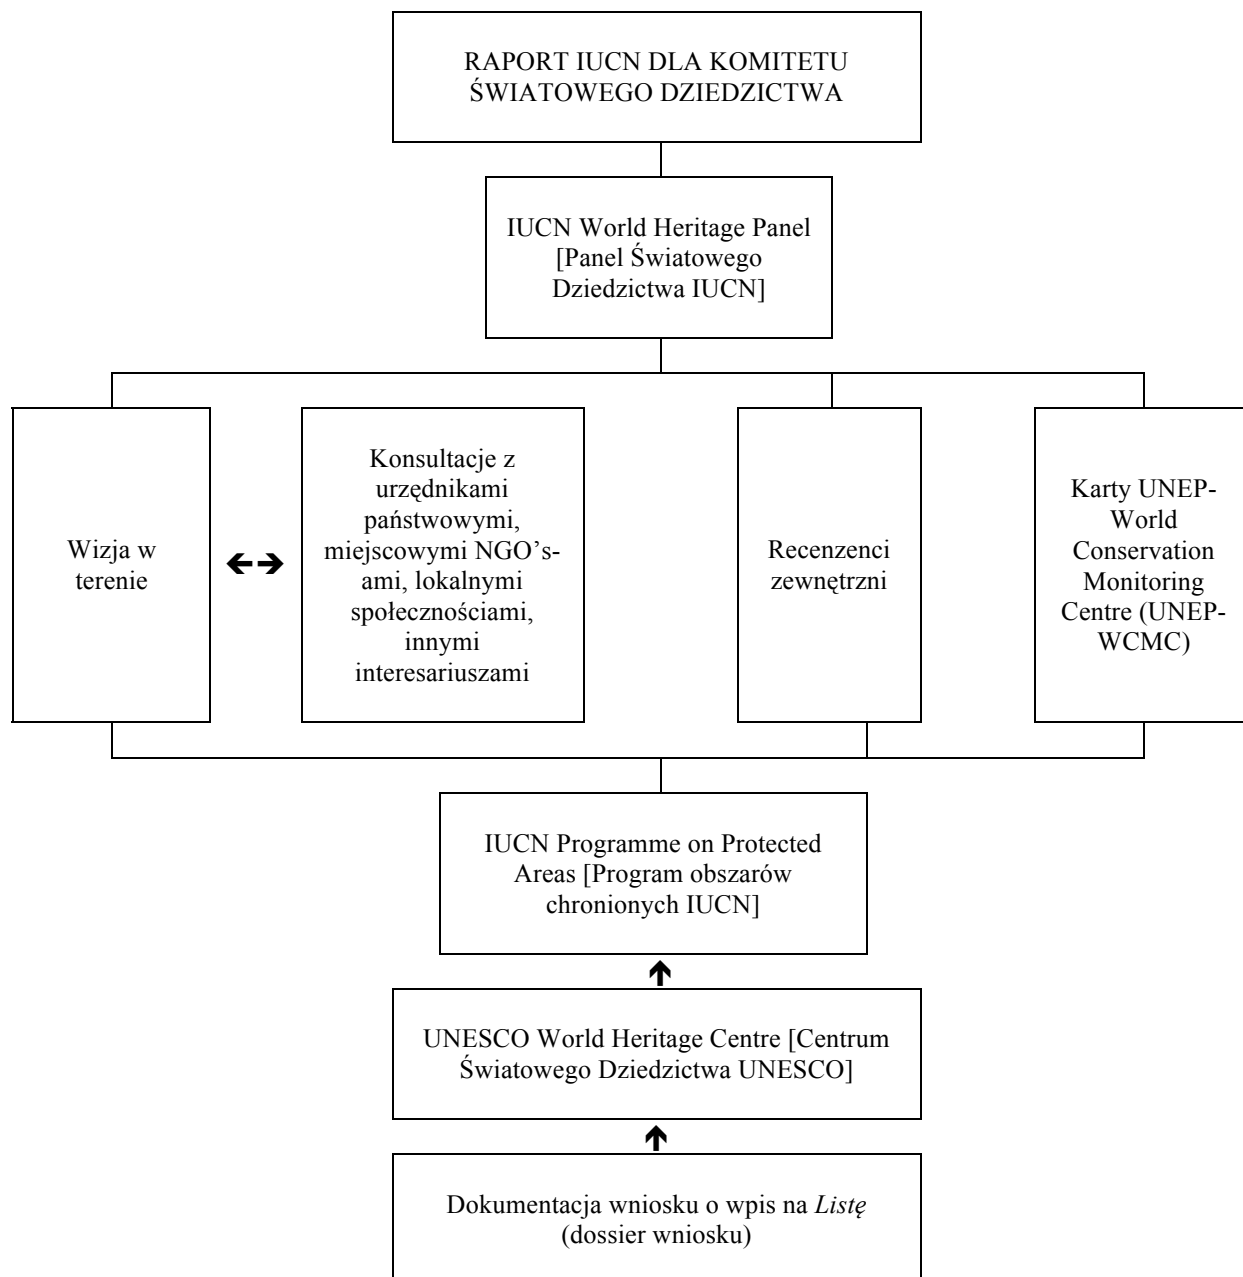 RAPORT IUCN DLA KOMITETU
ŚWIATOWEGO DZIEDZICTWA
IUCN World Heritage Panel
[Panel Światowego
Dziedzictwa IUCN]
Wizja w
terenie
Konsultacje z
urzędnikami
państwowymi,
miejscowymi NGO’s-
ami, lokalnymi
społecznościami,
innymi
interesariuszami
Recenzenci
zewnętrzni
Karty UNEP-
World
Conservation
Monitoring
Centre (UNEP-
WCMC)
IUCN Programme on Protected
Areas [Program obszarów
chronionych IUCN]
UNESCO World Heritage Centre [Centrum
Światowego Dziedzictwa UNESCO]
Dokumentacja wniosku o wpis na Listę
(dossier wniosku)